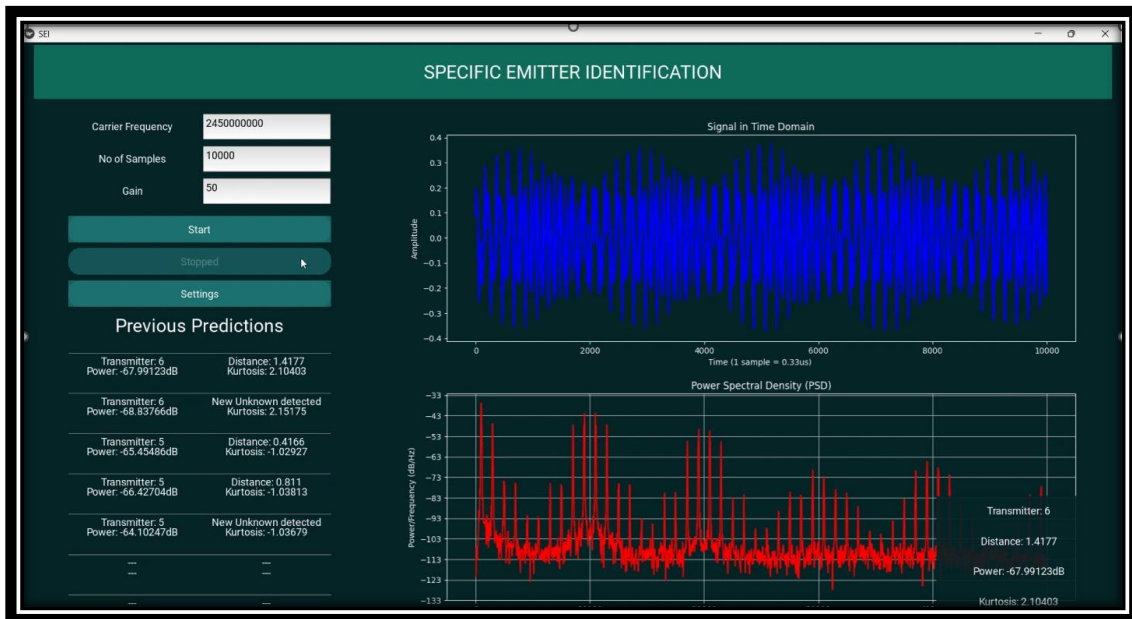 SEI
SPECIFIC EMITTER IDENTIFICATION
Carrier Frequency 2450000000
No of Samples 10000
Gain 50
Start
Stopped
Settings
Previous Predictions
Transmitter: 6 Distance: 1.4177
Power: -67.99123dB Kurtosis: 2.10403
Transmitter: 6 New Unknown detected
Power: -68.83766dB Kurtosis: 2.15175
Transmitter: 5 Distance: 0.4166
Power: -65.45486dB Kurtosis: -1.02927
Transmitter: 5 Distance: 0.811
Power: -66.42704dB Kurtosis: -1.03813
Transmitter: 5 New Unknown detected
Power: -64.10247dB Kurtosis: -1.03679
Signal in Time Domain
Amplitude
0.4
0.3
0.2
0.1
0.0
−0.1
−0.2
−0.3
−0.4
0 2000 4000 6000 8000 10000
Time (1 sample = 0.33us)
Power Spectral Density (PSD)
Power/Frequency (dB/Hz)
−33
−43
−53
−63
−73
−83
−93
−103
−113
−123
−133
Transmitter: 6
Distance: 1.4177
Power: -67.99123dB
Kurtosis: 2.10403